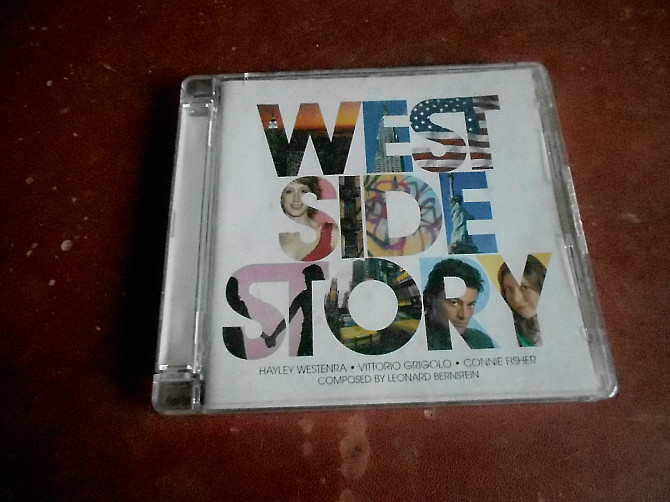 WEST
SIDE
STORY
HAYLEY WESTENRA • VITTORIO GRIGOLO • CONNIE FISHER
COMPOSED BY LEONARD BERNSTEIN